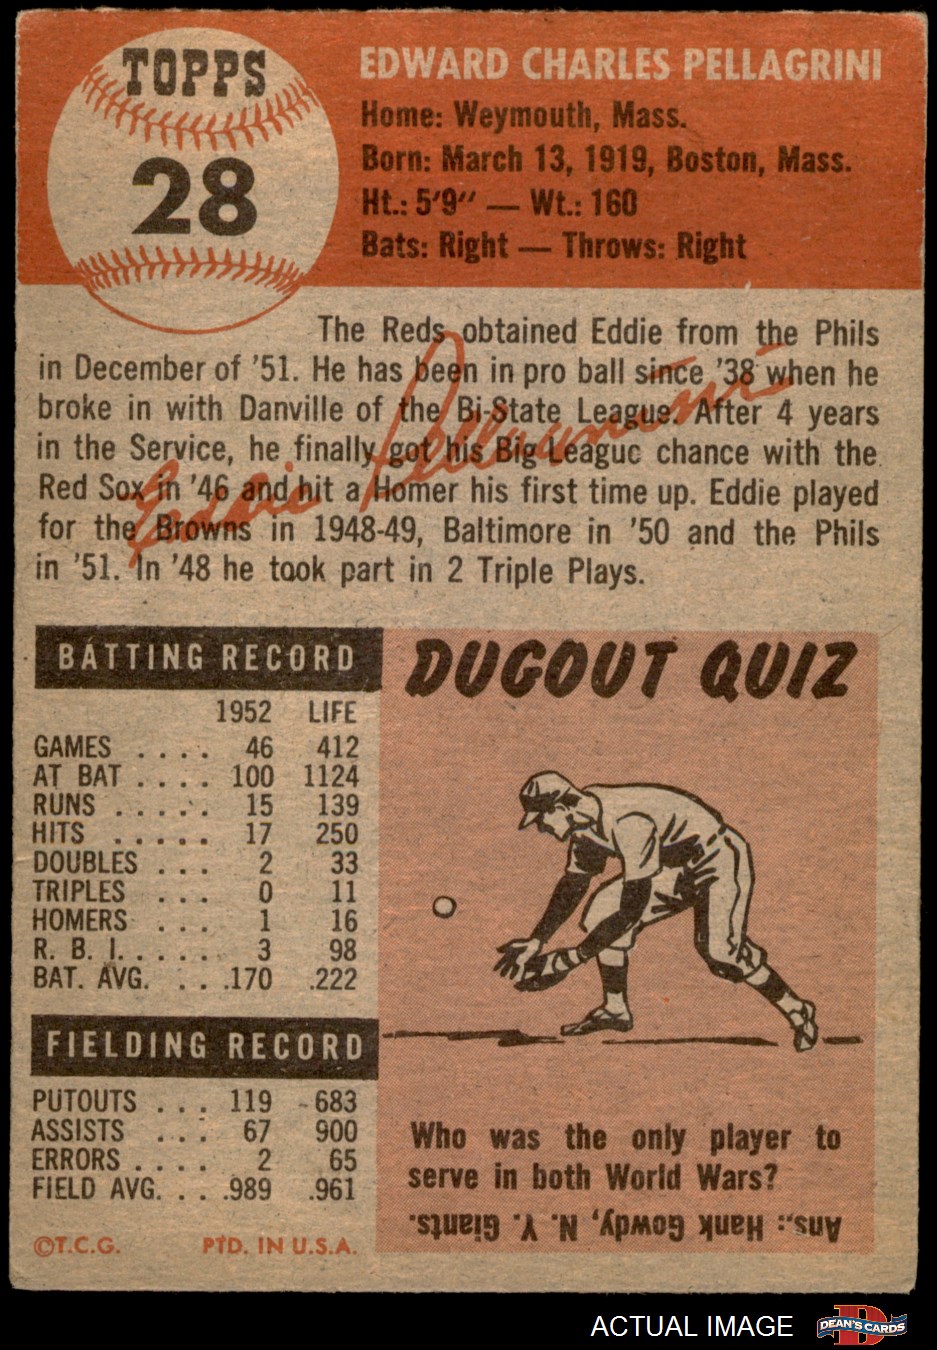 TOPPS
28
EDWARD CHARLES PELLAGRINI
Home: Weymouth, Mass.
Born: March 13, 1919, Boston, Mass.
Ht.: 5'9" — Wt.: 160
Bats: Right — Throws: Right
The Reds obtained Eddie from the Phils
in December of '51. He has been in pro ball since '38 when he
broke in with Danville of the Bi-State League. After 4 years
in the Service, he finally got his Big League chance with the
Red Sox in '46 and hit a Homer his first time up. Eddie played
for the Browns in 1948-49, Baltimore in '50 and the Phils
in '51. In '48 he took part in 2 Triple Plays.
Eddie Pellagrini
BATTING RECORD
1952 LIFE
GAMES . . . . 46 412
AT BAT . . . . 100 1124
RUNS . . . . . 15 139
HITS . . . . . 17 250
DOUBLES . . . 2 33
TRIPLES . . . 0 11
HOMERS . . . 1 16
R. B. I. . . . . . 3 98
BAT. AVG. . . . .170 .222
FIELDING RECORD
PUTOUTS . . . 119 683
ASSISTS . . . 67 900
ERRORS . . . . 2 65
FIELD AVG. . . . .989 .961
©T.C.G. PTD. IN U.S.A.
DUGOUT QUIZ
Who was the only player to
serve in both World Wars?
Ans.: Hank Gowdy, N. Y. Giants.
ACTUAL IMAGE
DEAN'S CARDS